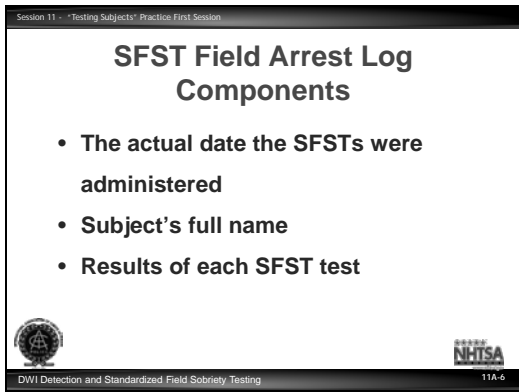 Session 11 - "Testing Subjects" Practice First Session
SFST Field Arrest Log
Components
• The actual date the SFSTs were
administered
• Subject's full name
• Results of each SFST test
NHTSA
DWI Detection and Standardized Field Sobriety Testing
11A-6